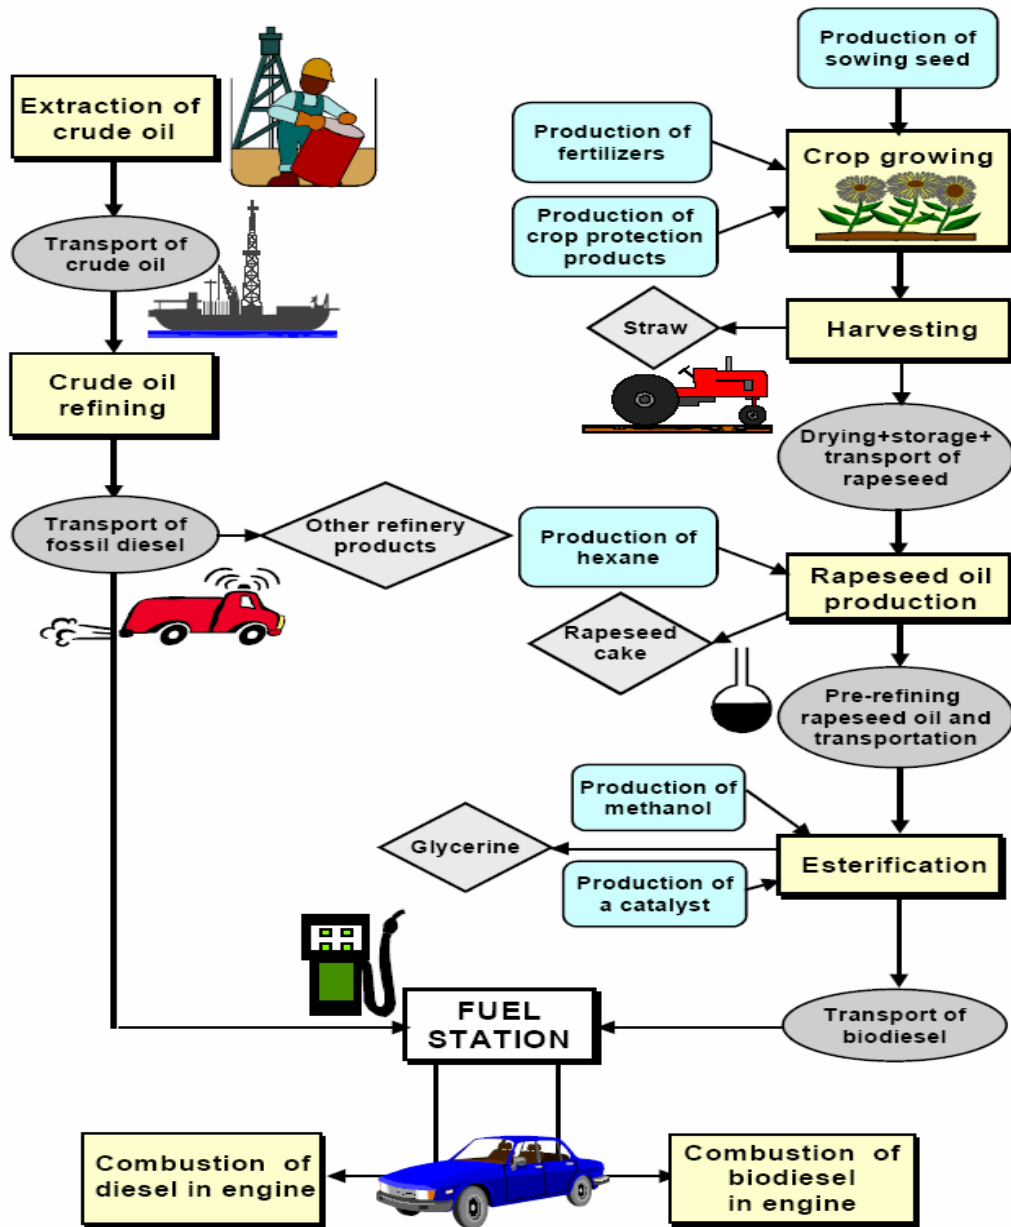 Extraction of
crude oil
Transport of
crude oil
Crude oil
refining
Transport of
fossil diesel
Other refinery
products
Production of
sowing seed
Production of
fertilizers
Crop growing
Production of
crop protection
products
Straw
Harvesting
Drying+storage+
transport of
rapeseed
Production of
hexane
Rapeseed oil
production
Rapeseed
cake
Pre-refining
rapeseed oil and
transportation
Production of
methanol
Glycerine
Esterification
Production of
a catalyst
Transport of
biodiesel
FUEL
STATION
Combustion of
diesel in engine
Combustion of
biodiesel
in engine